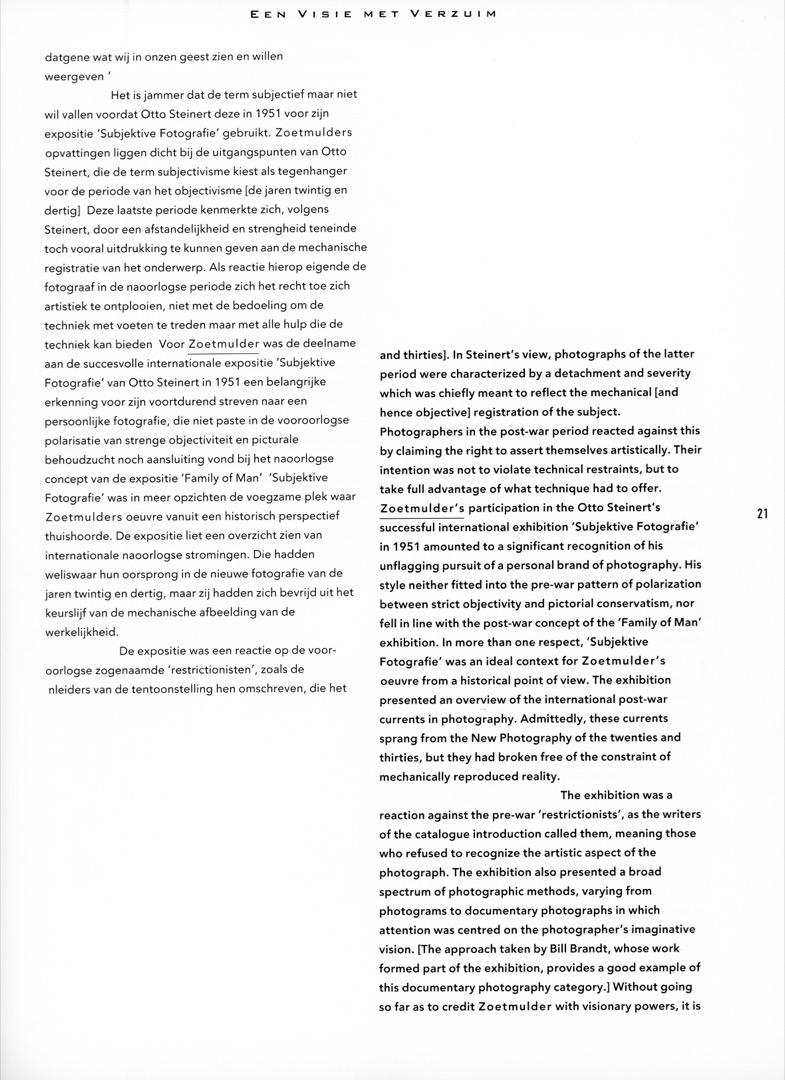 EEN VISIE MET VERZUIM
datgene wat wij in onzen geest zien en willen
weergeven '
Het is jammer dat de term subjectief maar niet
wil vallen voordat Otto Steinert deze in 1951 voor zijn
expositie 'Subjektive Fotografie' gebruikt. Zoetmulders
opvattingen liggen dicht bij de uitgangspunten van Otto
Steinert, die de term subjectivisme kiest als tegenhanger
voor de periode van het objectivisme [de jaren twintig en
dertig] Deze laatste periode kenmerkte zich, volgens
Steinert, door een afstandelijkheid en strengheid teneinde
toch vooral uitdrukking te kunnen geven aan de mechanische
registratie van het onderwerp. Als reactie hierop eigende de
fotograaf in de naoorlogse periode zich het recht toe zich
artistiek te ontplooien, niet met de bedoeling om de
techniek met voeten te treden maar met alle hulp die de
techniek kan bieden Voor Zoetmulder was de deelname
aan de succesvolle internationale expositie 'Subjektive
Fotografie' van Otto Steinert in 1951 een belangrijke
erkenning voor zijn voortdurend streven naar een
persoonlijke fotografie, die niet paste in de vooroorlogse
polarisatie van strenge objectiviteit en picturale
behoudzucht noch aansluiting vond bij het naoorlogse
concept van de expositie 'Family of Man' 'Subjektive
Fotografie' was in meer opzichten de voegzame plek waar
Zoetmulders oeuvre vanuit een historisch perspectief
thuishoorde. De expositie liet een overzicht zien van
internationale naoorlogse stromingen. Die hadden
weliswaar hun oorsprong in de nieuwe fotografie van de
jaren twintig en dertig, maar zij hadden zich bevrijd uit het
keurslijf van de mechanische afbeelding van de
werkelijkheid.
De expositie was een reactie op de voor-
oorlogse zogenaamde 'restrictionisten', zoals de
nleiders van de tentoonstelling hen omschreven, die het
and thirties]. In Steinert's view, photographs of the latter
period were characterized by a detachment and severity
which was chiefly meant to reflect the mechanical [and
hence objective] registration of the subject.
Photographers in the post-war period reacted against this
by claiming the right to assert themselves artistically. Their
intention was not to violate technical restraints, but to
take full advantage of what technique had to offer.
Zoetmulder's participation in the Otto Steinert's
successful international exhibition 'Subjektive Fotografie'
in 1951 amounted to a significant recognition of his
unflagging pursuit of a personal brand of photography. His
style neither fitted into the pre-war pattern of polarization
between strict objectivity and pictorial conservatism, nor
fell in line with the post-war concept of the 'Family of Man'
exhibition. In more than one respect, 'Subjektive
Fotografie' was an ideal context for Zoetmulder's
oeuvre from a historical point of view. The exhibition
presented an overview of the international post-war
currents in photography. Admittedly, these currents
sprang from the New Photography of the twenties and
thirties, but they had broken free of the constraint of
mechanically reproduced reality.
The exhibition was a
reaction against the pre-war 'restrictionists', as the writers
of the catalogue introduction called them, meaning those
who refused to recognize the artistic aspect of the
photograph. The exhibition also presented a broad
spectrum of photographic methods, varying from
photograms to documentary photographs in which
attention was centred on the photographer's imaginative
vision. [The approach taken by Bill Brandt, whose work
formed part of the exhibition, provides a good example of
this documentary photography category.] Without going
so far as to credit Zoetmulder with visionary powers, it is
21